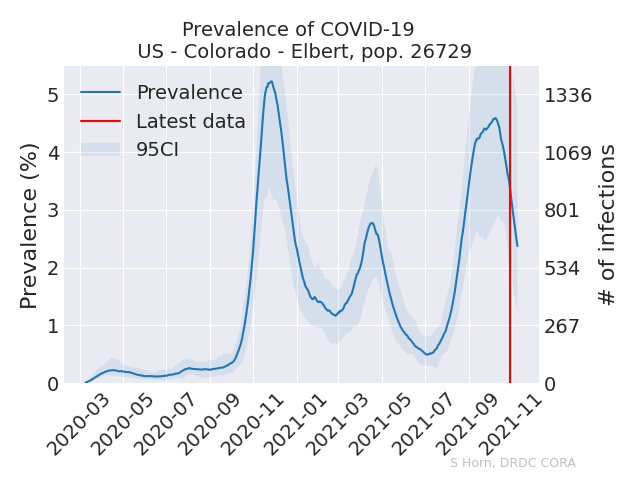 Prevalence of COVID-19
US - Colorado - Elbert, pop. 26729
Prevalence
Latest data
95CI
Prevalence (%)
5
4
3
2
1
0
1336
1069
801
534
267
0
# of infections
2020-03
2020-05
2020-07
2020-09
2020-11
2021-01
2021-03
2021-05
2021-07
2021-09
2021-11
S Horn, DRDC CORA